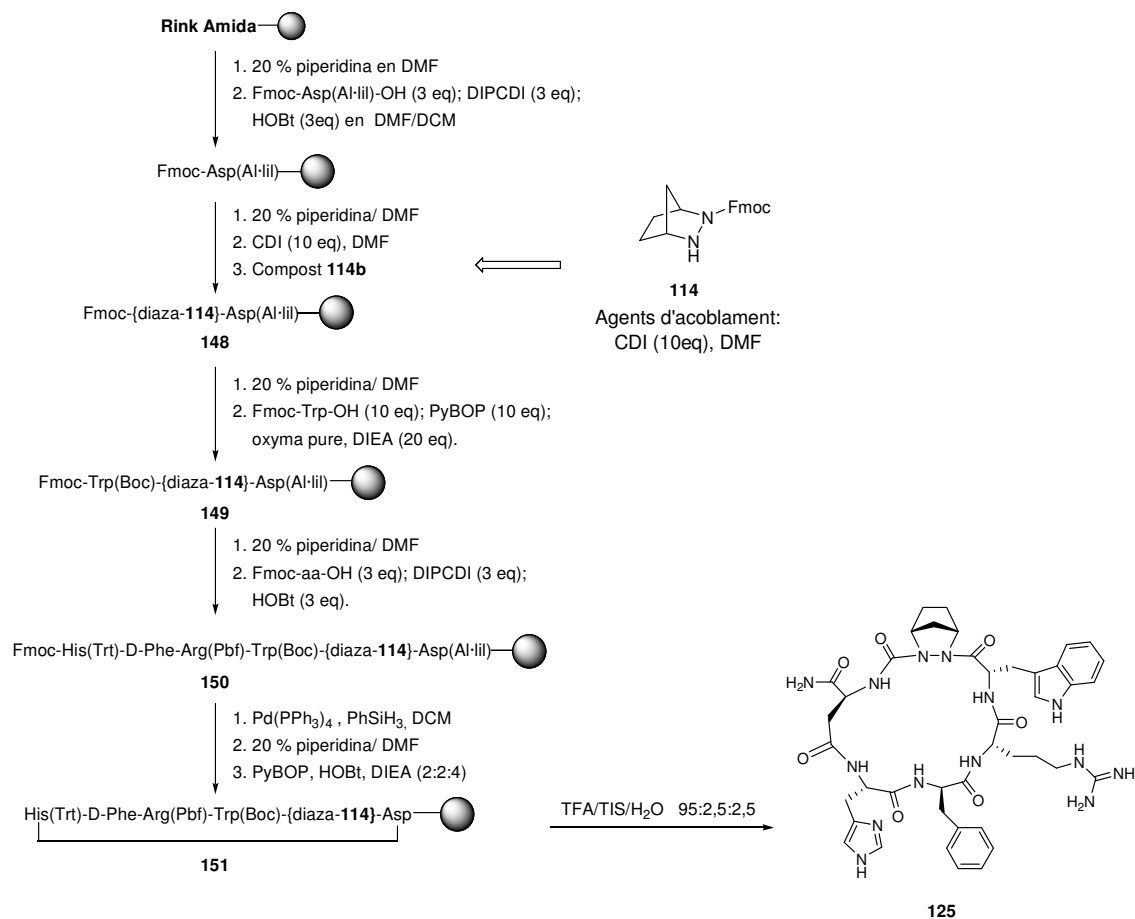 Rink Amida
1. 20 % piperidina en DMF
2. Fmoc-Asp(Al·lil)-OH (3 eq); DIPCDI (3 eq);
HOBt (3eq) en DMF/DCM
Fmoc-Asp(Al·lil)
1. 20 % piperidina/ DMF
2. CDI (10 eq), DMF
3. Compost 114b
N
Fmoc
N
H
114
Agents d'acoblament:
CDI (10eq), DMF
Fmoc-{diaza-114}-Asp(Al·lil)
148
1. 20 % piperidina/ DMF
2. Fmoc-Trp-OH (10 eq); PyBOP (10 eq);
oxyma pure, DIEA (20 eq).
Fmoc-Trp(Boc)-{diaza-114}-Asp(Al·lil)
149
1. 20 % piperidina/ DMF
2. Fmoc-aa-OH (3 eq); DIPCDI (3 eq);
HOBt (3 eq).
Fmoc-His(Trt)-D-Phe-Arg(Pbf)-Trp(Boc)-{diaza-114}-Asp(Al·lil)
150
1. Pd(PPh3)4 , PhSiH3, DCM
2. 20 % piperidina/ DMF
3. PyBOP, HOBt, DIEA (2:2:4)
His(Trt)-D-Phe-Arg(Pbf)-Trp(Boc)-{diaza-114}-Asp
151
TFA/TIS/H2O 95:2,5:2,5
O
N
N
O
H2N
O
NH
NH
N
H
O
O
NH
O
NH
H
N
O
H
N
NH
H2N
O
N
N
H
125